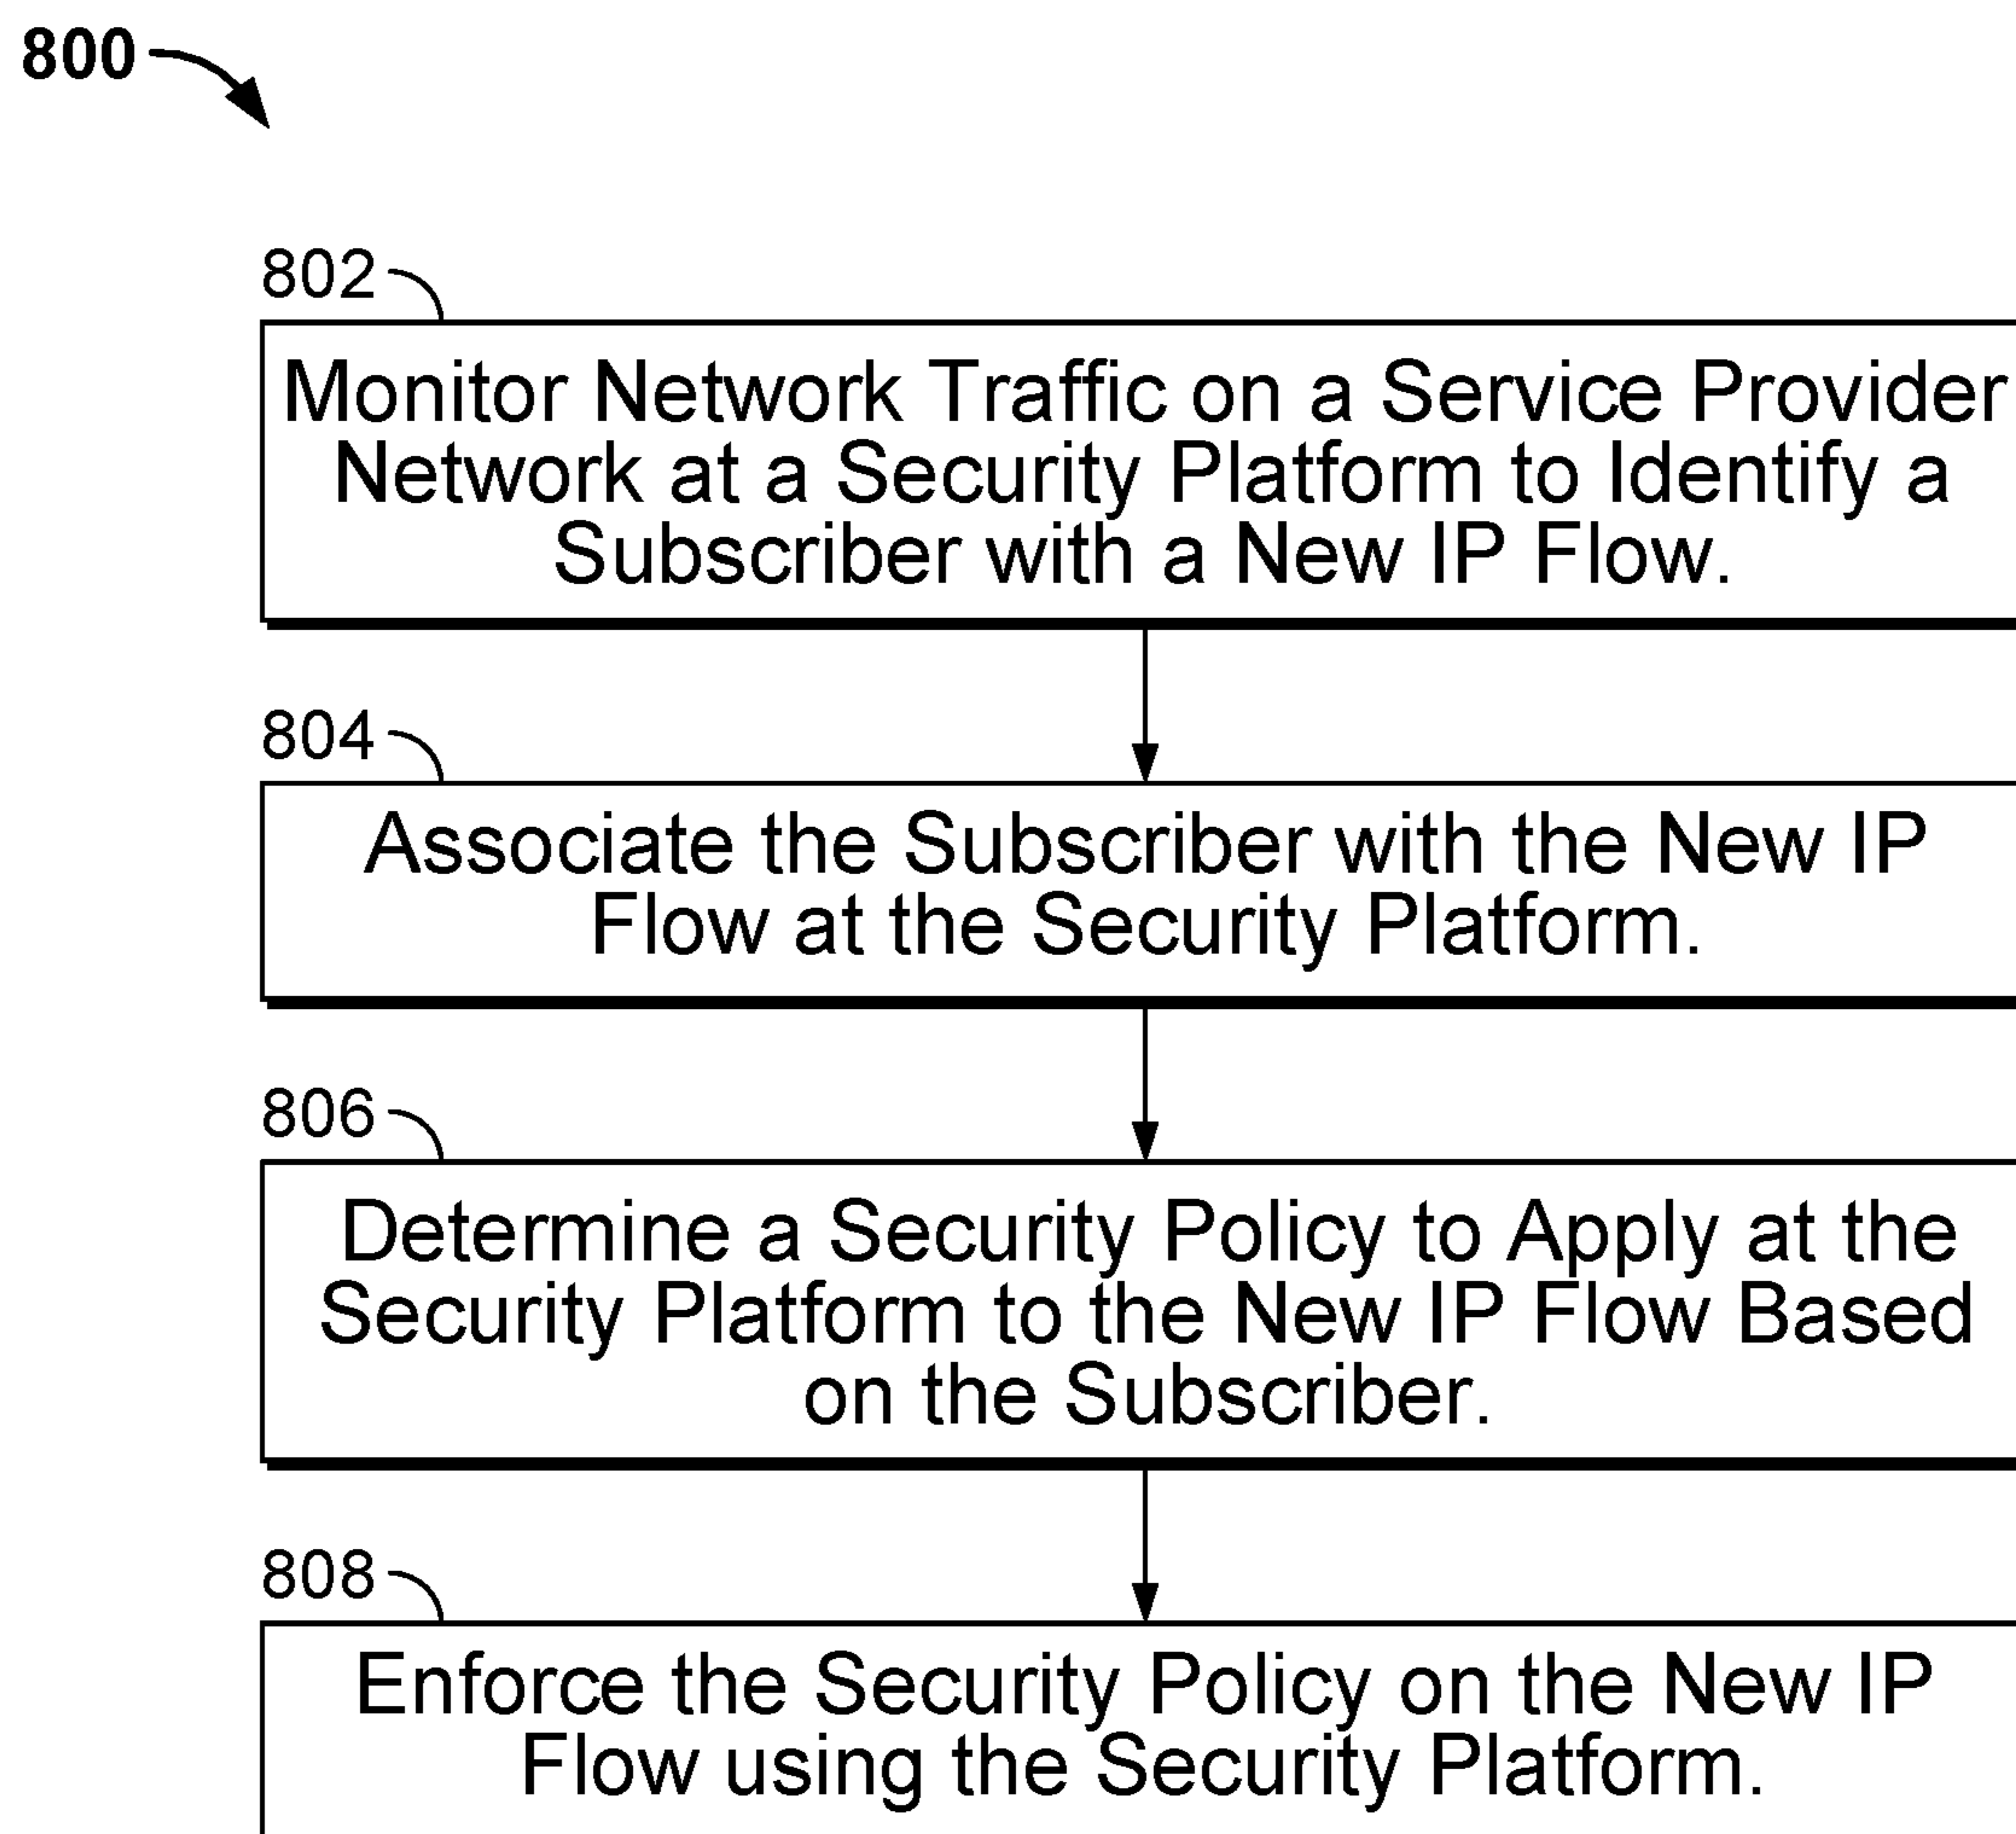 800
802
Monitor Network Traffic on a Service Provider
Network at a Security Platform to Identify a
Subscriber with a New IP Flow.
804
Associate the Subscriber with the New IP
Flow at the Security Platform.
806
Determine a Security Policy to Apply at the
Security Platform to the New IP Flow Based
on the Subscriber.
808
Enforce the Security Policy on the New IP
Flow using the Security Platform.